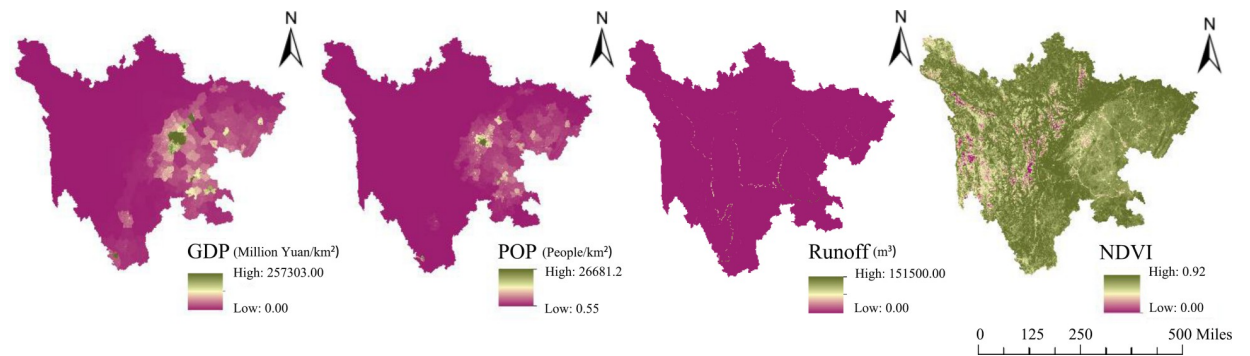 N
N
N
N
GDP (Million Yuan/km²)
High: 257303.00
Low: 0.00
POP (People/km²)
High: 26681.2
Low: 0.55
Runoff (m³)
High: 151500.00
Low: 0.00
NDVI
High: 0.92
Low: 0.00
0 125 250 500 Miles